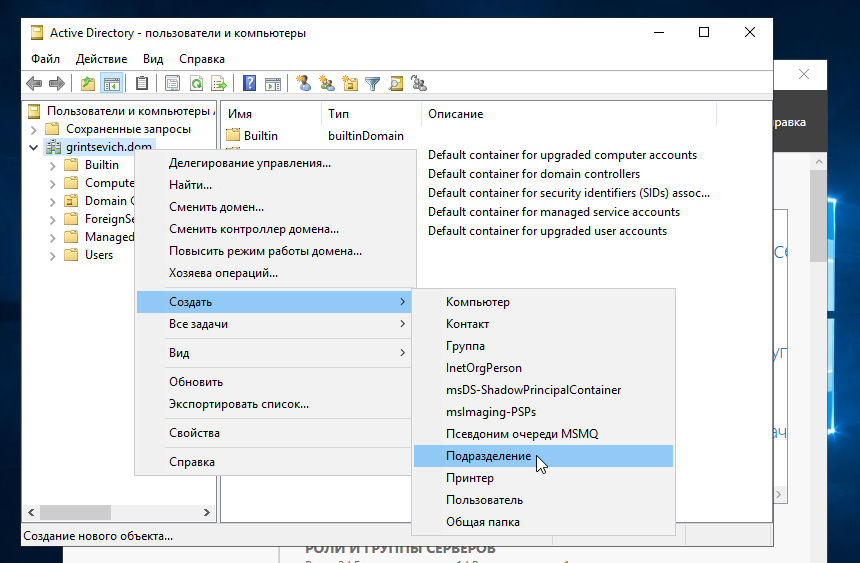 Active Directory - пользователи и компьютеры
Файл Действие Вид Справка
Пользователи и компьютеры
Сохраненные запросы
grintsevich.dom
Builtin
Compute
Domain
ForeignSe
Managed
Users
Имя Тип Описание
Builtin builtinDomain
Default container for upgraded computer accounts
Default container for domain controllers
Default container for security identifiers (SIDs) assoc...
Default container for managed service accounts
Default container for upgraded user accounts
Делегирование управления...
Найти...
Сменить домен...
Сменить контроллер домена...
Повысить режим работы домена...
Хозяева операций...
Создать
Все задачи
Вид
Обновить
Экспортировать список...
Свойства
Справка
Компьютер
Контакт
Группа
InetOrgPerson
msDS-ShadowPrincipalContainer
msImaging-PSPs
Псевдоним очереди MSMQ
Подразделение
Принтер
Пользователь
Общая папка
Создание нового объекта...
равка
РОЛИ И ГРУППЫ СЕРВЕРОВ